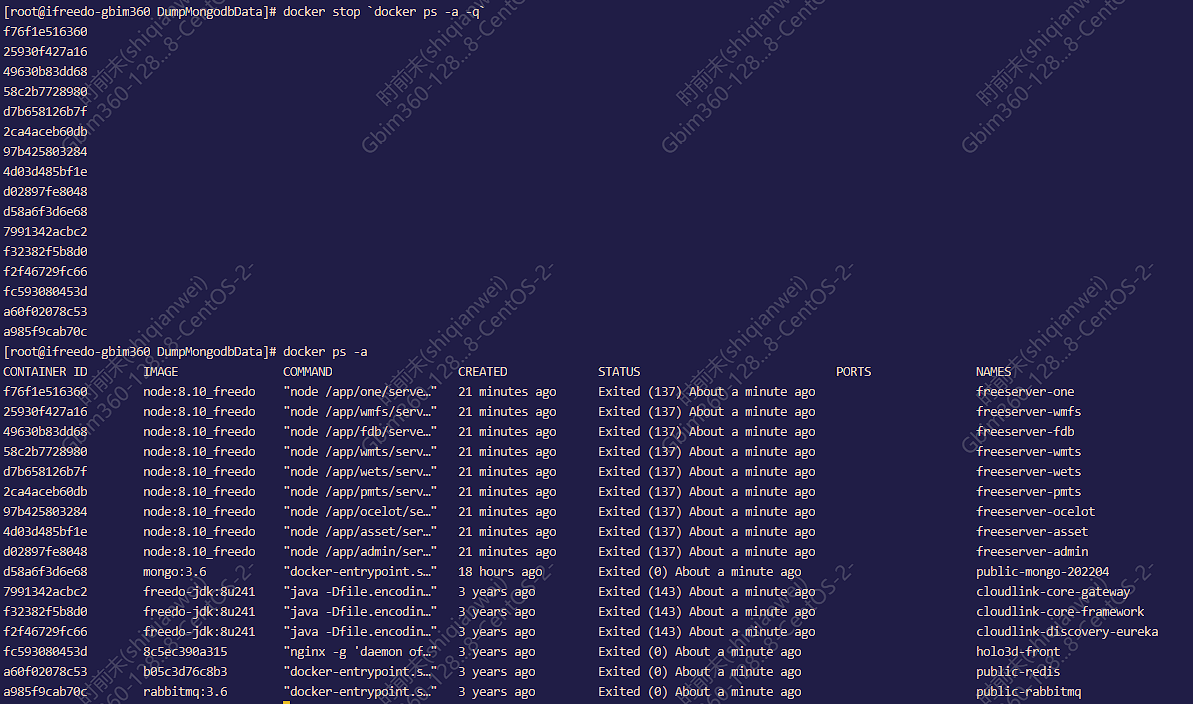 [root@ifreedo-gbim360 DumpMongodbData]# docker stop `docker ps -a -q`
f76f1e516360
25930f427a16
49630b83dd68
58c2b7728980
d7b658126b7f
2ca4aceb60db
97b425803284
4d03d485bf1e
d02897fe8048
d58a6f3d6e68
7991342acbc2
f32382f5b8d0
f2f46729fc66
fc593080453d
a60f02078c53
a985f9cab70c
[root@ifreedo-gbim360 DumpMongodbData]# docker ps -a
CONTAINER ID IMAGE COMMAND CREATED STATUS PORTS NAMES
f76f1e516360 node:8.10_freedo "node /app/one/serve…" 21 minutes ago Exited (137) About a minute ago freeserver-one
25930f427a16 node:8.10_freedo "node /app/wmfs/serv…" 21 minutes ago Exited (137) About a minute ago freeserver-wmfs
49630b83dd68 node:8.10_freedo "node /app/fdb/serve…" 21 minutes ago Exited (137) About a minute ago freeserver-fdb
58c2b7728980 node:8.10_freedo "node /app/wmts/serv…" 21 minutes ago Exited (137) About a minute ago freeserver-wmts
d7b658126b7f node:8.10_freedo "node /app/wets/serv…" 21 minutes ago Exited (137) About a minute ago freeserver-wets
2ca4aceb60db node:8.10_freedo "node /app/pmts/serv…" 21 minutes ago Exited (137) About a minute ago freeserver-pmts
97b425803284 node:8.10_freedo "node /app/ocelot/se…" 21 minutes ago Exited (137) About a minute ago freeserver-ocelot
4d03d485bf1e node:8.10_freedo "node /app/asset/ser…" 21 minutes ago Exited (137) About a minute ago freeserver-asset
d02897fe8048 node:8.10_freedo "node /app/admin/ser…" 21 minutes ago Exited (137) About a minute ago freeserver-admin
d58a6f3d6e68 mongo:3.6 "docker-entrypoint.s…" 18 hours ago Exited (0) About a minute ago public-mongo-202204
7991342acbc2 freedo-jdk:8u241 "java -Dfile.encodin…" 3 years ago Exited (143) About a minute ago cloudlink-core-gateway
f32382f5b8d0 freedo-jdk:8u241 "java -Dfile.encodin…" 3 years ago Exited (143) About a minute ago cloudlink-core-framework
f2f46729fc66 freedo-jdk:8u241 "java -Dfile.encodin…" 3 years ago Exited (143) About a minute ago cloudlink-discovery-eureka
fc593080453d 8c5ec390a315 "nginx -g 'daemon of…" 3 years ago Exited (0) About a minute ago holo3d-front
a60f02078c53 b05c3d76c8b3 "docker-entrypoint.s…" 3 years ago Exited (0) About a minute ago public-redis
a985f9cab70c rabbitmq:3.6 "docker-entrypoint.s…" 3 years ago Exited (0) About a minute ago public-rabbitmq